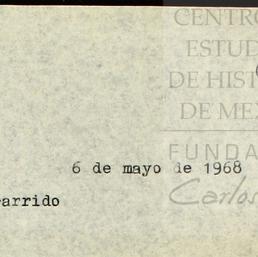 CENTRO
ESTUD
DE HIST
DE MEX
FUNDA
Carlos
6 de mayo de 1968
arrido